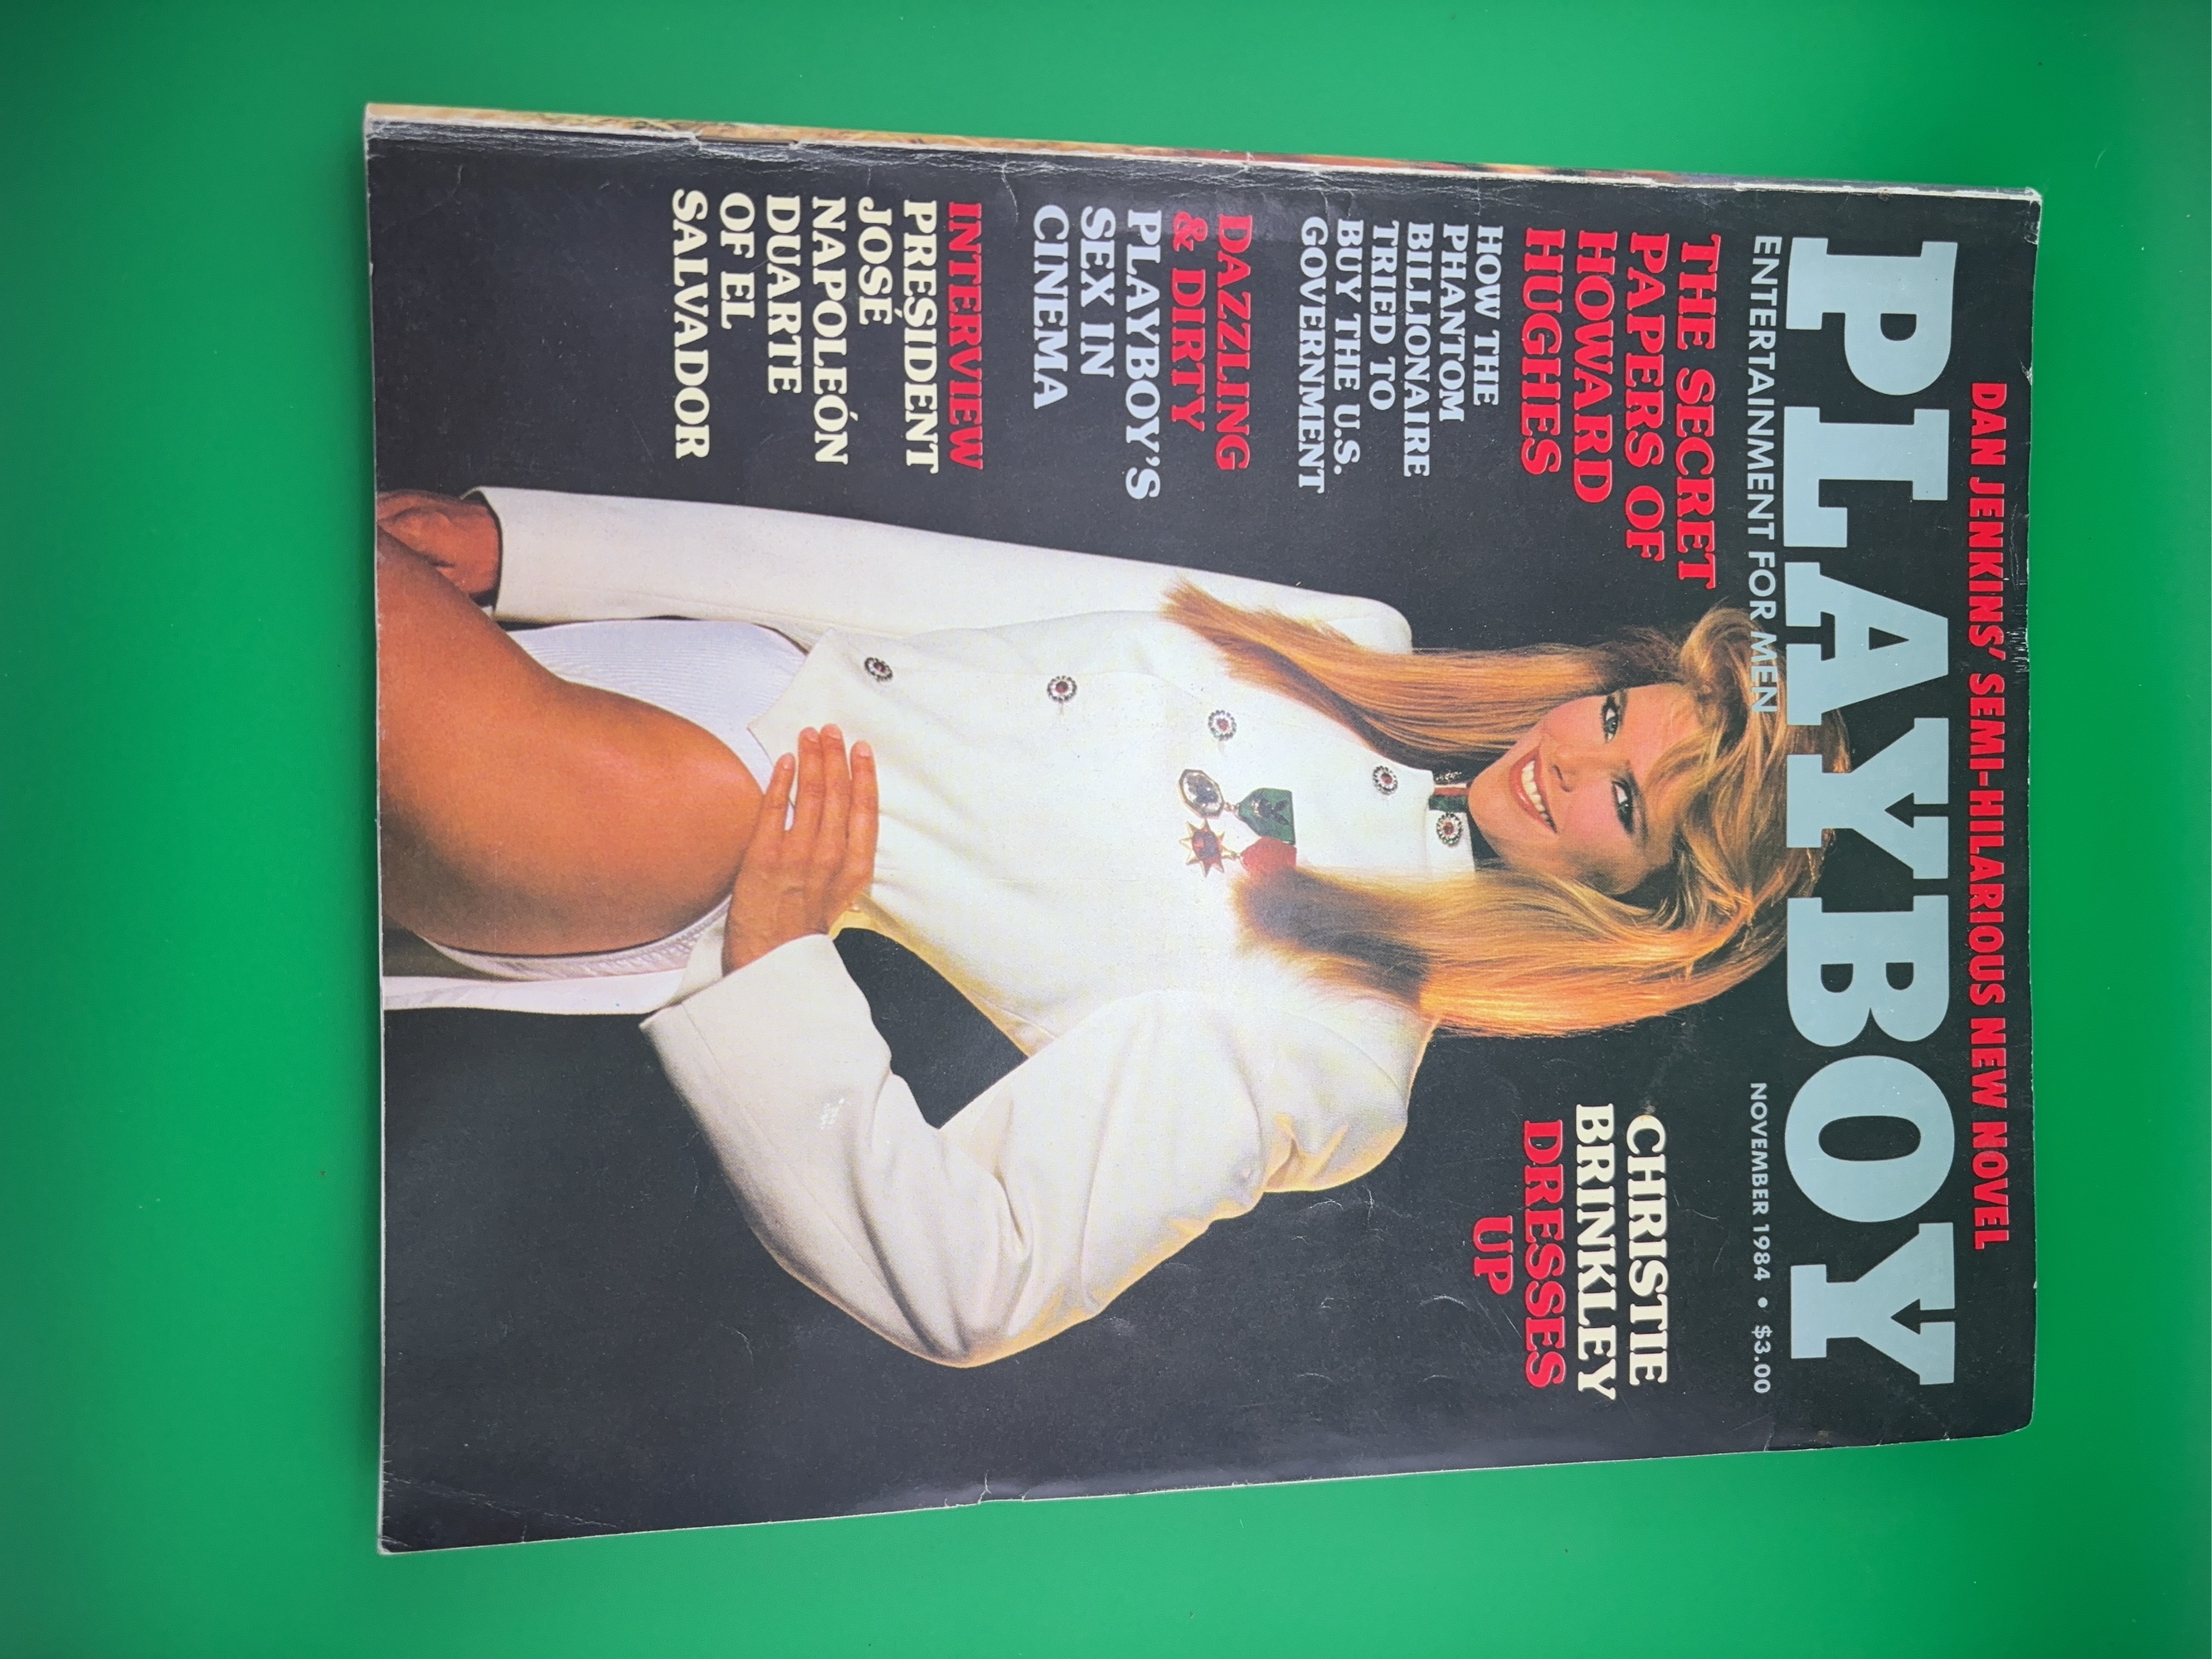 DAN JENKINS' SEMI-HILARIOUS NEW NOVEL
PLAYBOY
ENTERTAINMENT FOR MEN
NOVEMBER 1984 • $3.00
THE SECRET
PAPERS OF
HOWARD
HUGHES
HOW THE
PHANTOM
BILLIONAIRE
TRIED TO
BUY THE U.S.
GOVERNMENT
DAZZLING
& DIRTY
PLAYBOY'S
SEX IN
CINEMA
INTERVIEW
PRESIDENT
JOSÉ
NAPOLEÓN
DUARTE
OF EL
SALVADOR
CHRISTIE
BRINKLEY
DRESSES
UP